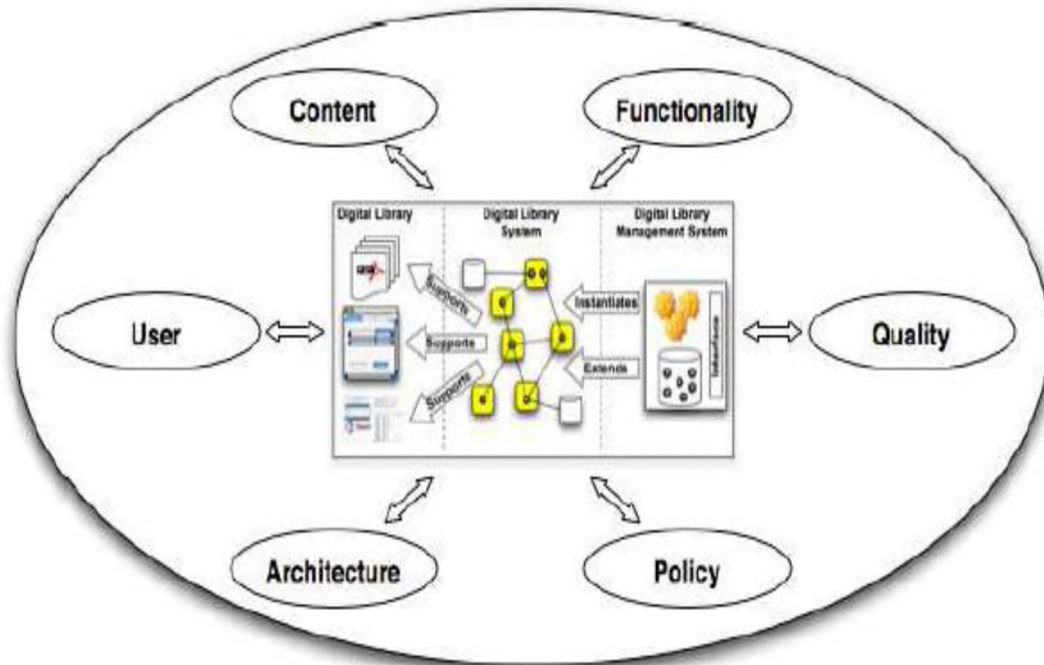 Content
Functionality
Digital Library
Digital Library
System
Digital Library
Management System
Supports
Supports
Supports
Instantiates
Extends
User
Quality
Architecture
Policy